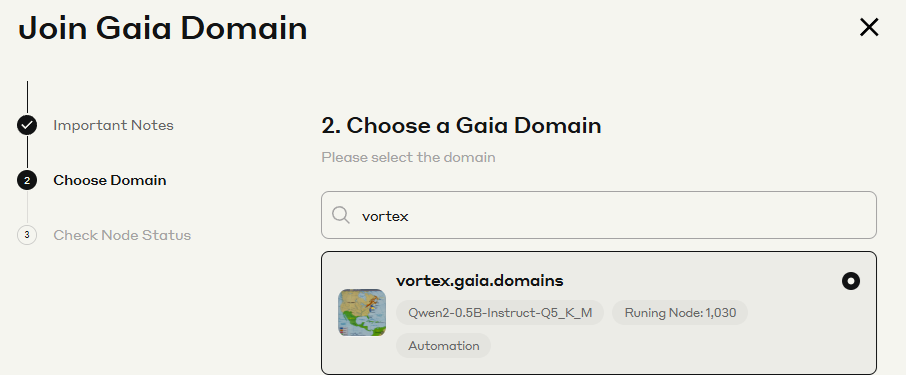 Join Gaia Domain
Important Notes
2
Choose Domain
3
Check Node Status
2. Choose a Gaia Domain
Please select the domain
vortex
vortex.gaia.domains
Qwen2-0.5B-Instruct-Q5_K_M
Runing Node: 1,030
Automation